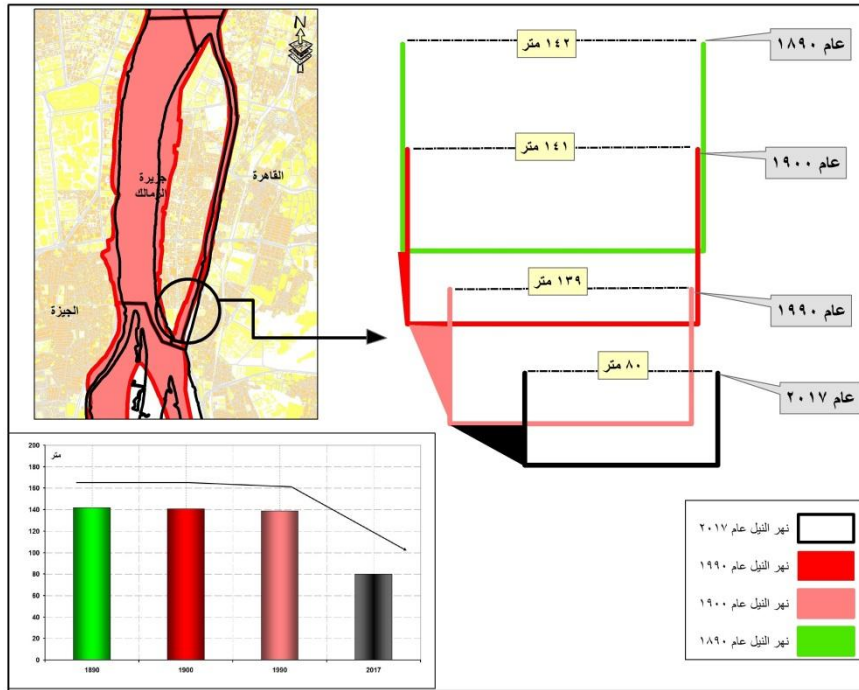 N
القاهرة
جزيرة
الزمالك
الجيزة
١٤٢ متر
عام ١٨٩٠
١٤١ متر
عام ١٩٠٠
١٣٩ متر
عام ١٩٩٠
٨٠ متر
عام ٢٠١٧
متر
200
180
160
140
120
100
80
60
40
20
0
1890
1900
1990
2017
نهر النيل عام ٢٠١٧
نهر النيل عام ١٩٩٠
نهر النيل عام ١٩٠٠
نهر النيل عام ١٨٩٠